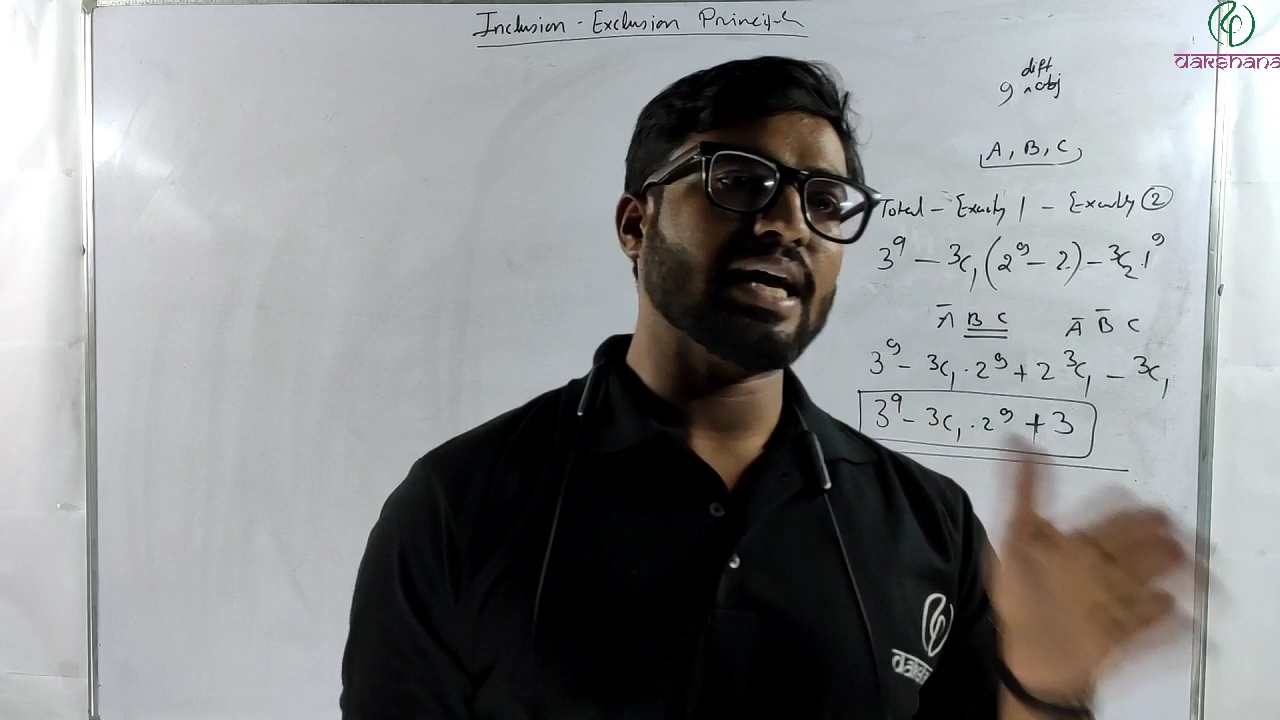 Inclusion - Exclusion Principle
dakshana
diff
9 ^ obj
A, B, C
Total - Exactly 1 - Exactly 2
3⁹ - ³C₁ (2⁹ - 2) - ³C₂ 1⁹
A̅ B C A̅ B̅ C
3⁹ - ³C₁ . 2⁹ + 2 ³C₁ - ³C₁
3⁹ - 3C₁ . 2⁹ + 3